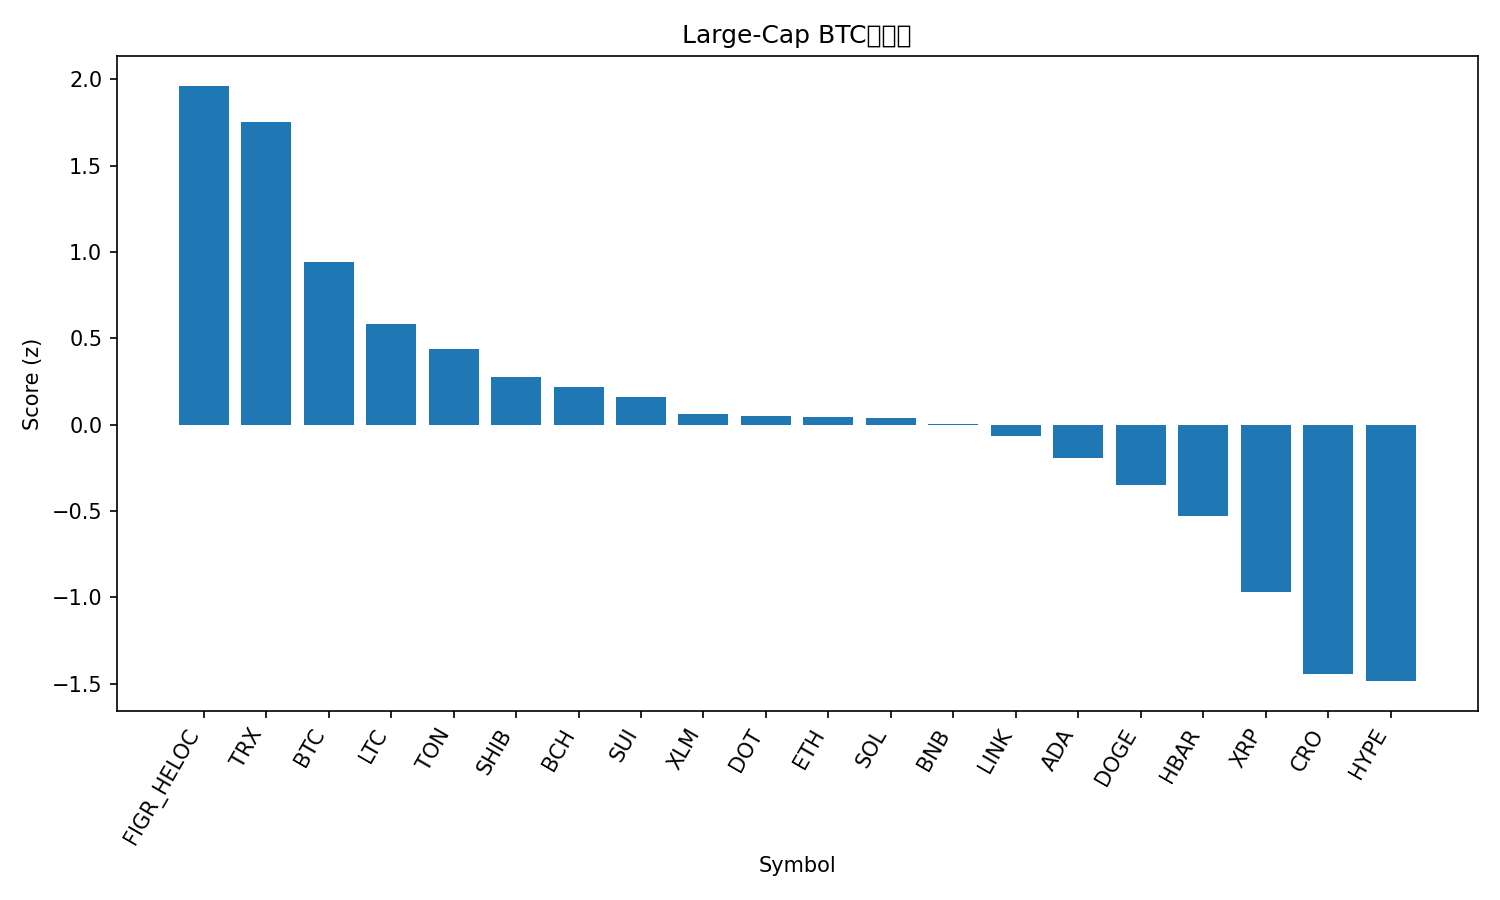 Large-Cap BTC
Score (z)
2.0
1.5
1.0
0.5
0.0
−0.5
−1.0
−1.5
FIGR_HELOC
TRX
BTC
LTC
TON
SHIB
BCH
SUI
XLM
DOT
ETH
SOL
BNB
LINK
ADA
DOGE
HBAR
XRP
CRO
HYPE
Symbol